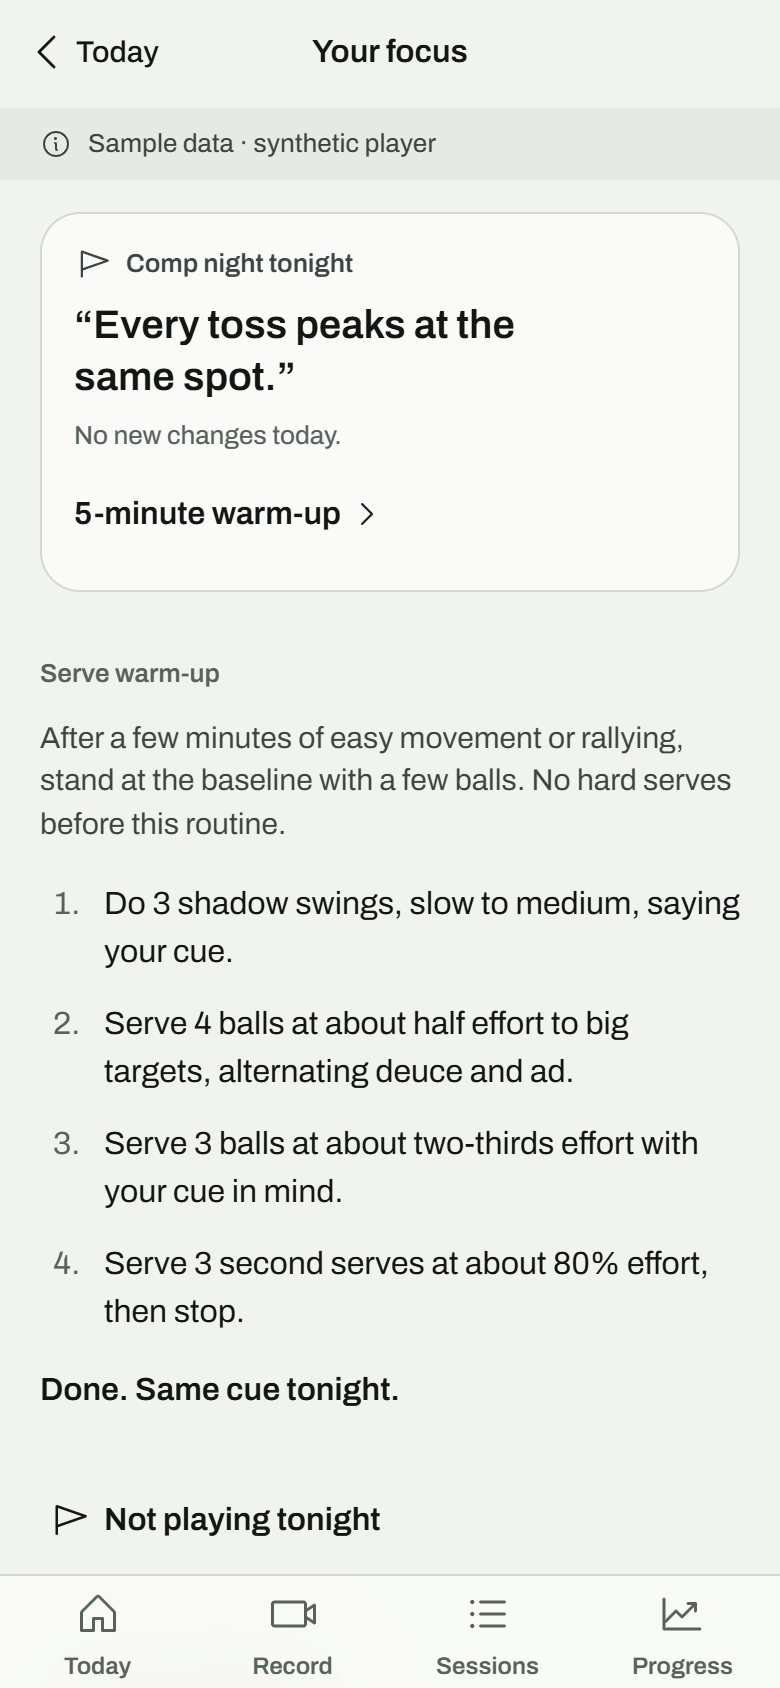 Today
Your focus
Sample data · synthetic player
Comp night tonight
“Every toss peaks at the
same spot.”
No new changes today.
5-minute warm-up
Serve warm-up
After a few minutes of easy movement or rallying,
stand at the baseline with a few balls. No hard serves
before this routine.
1. Do 3 shadow swings, slow to medium, saying
your cue.
2. Serve 4 balls at about half effort to big
targets, alternating deuce and ad.
3. Serve 3 balls at about two-thirds effort with
your cue in mind.
4. Serve 3 second serves at about 80% effort,
then stop.
Done. Same cue tonight.
Not playing tonight
Today
Record
Sessions
Progress